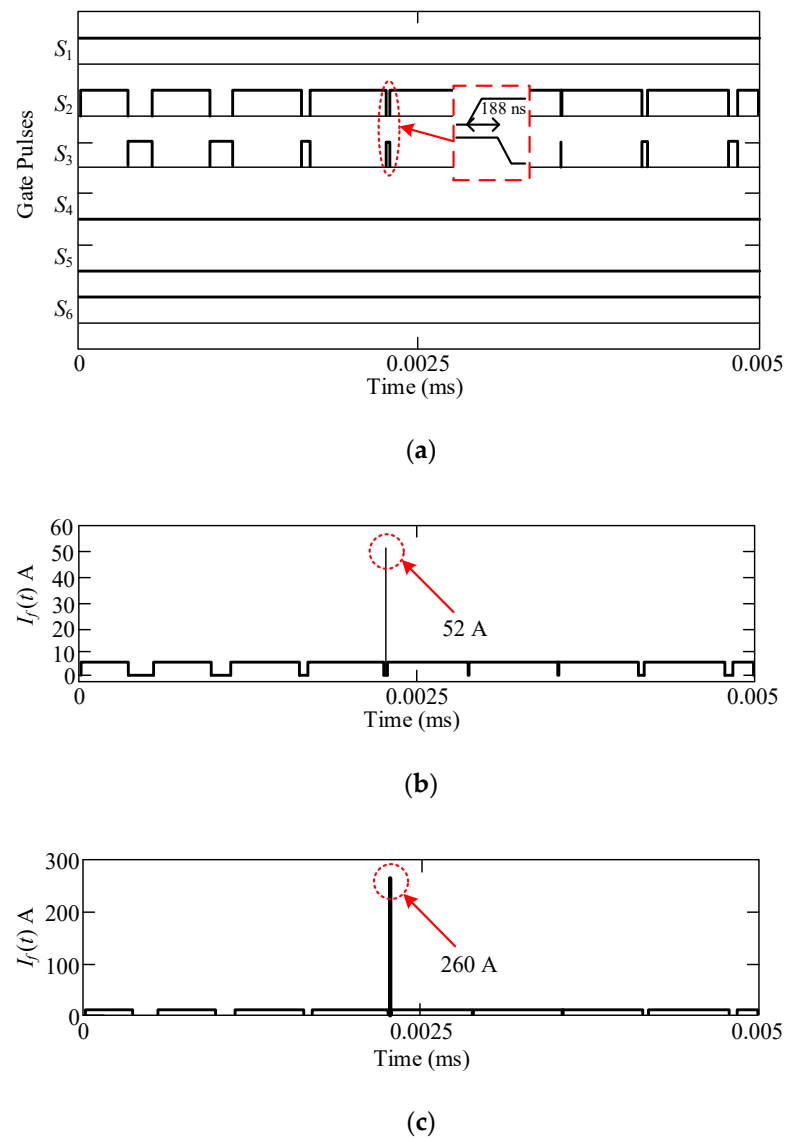 Gate Pulses
S1
S2
188 ns
S3
S4
S5
S6
0 0.0025 0.005
Time (ms)
(a)
If(t) A
60
50
40
30
20
10
0
52 A
0 0.0025 0.005
Time (ms)
(b)
If(t) A
300
200
100
0
260 A
0 0.0025 0.005
Time (ms)
(c)